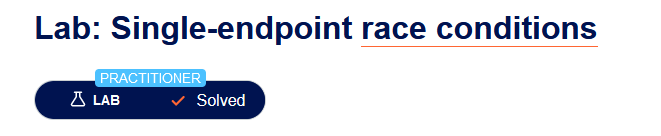 Lab: Single-endpoint race conditions
PRACTITIONER
LAB Solved